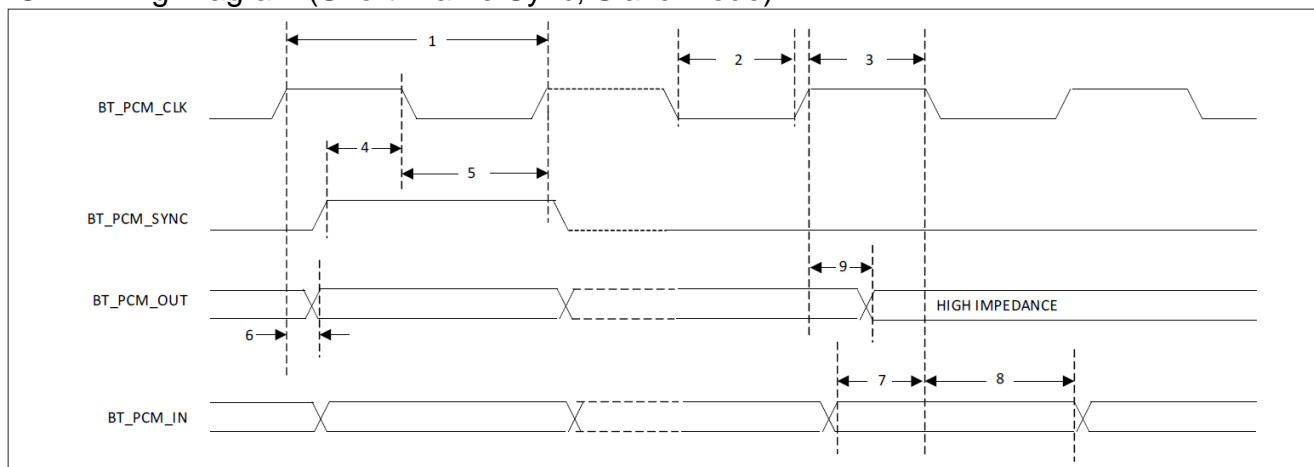 1
2
3
BT_PCM_CLK
4
5
BT_PCM_SYNC
9
BT_PCM_OUT
HIGH IMPEDANCE
6
7
8
BT_PCM_IN